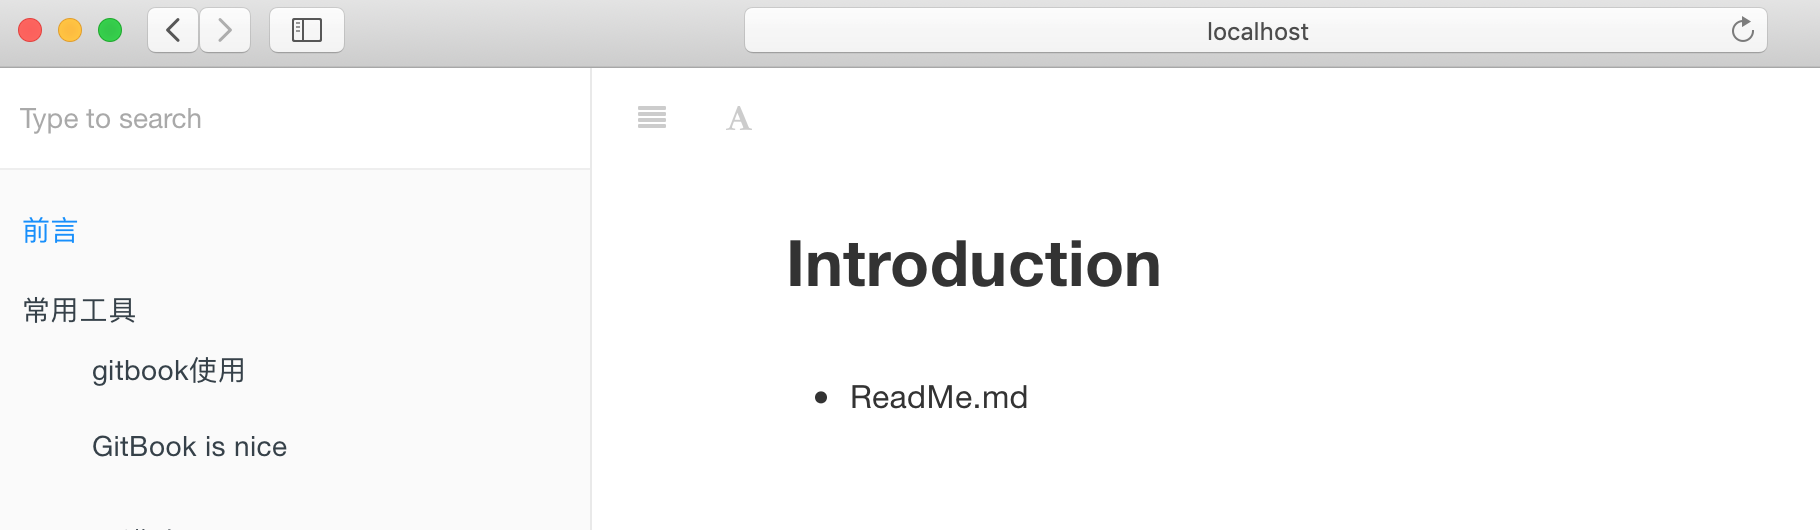 localhost
Type to search
A
前言
常用工具
gitbook使用
GitBook is nice
Introduction
ReadMe.md